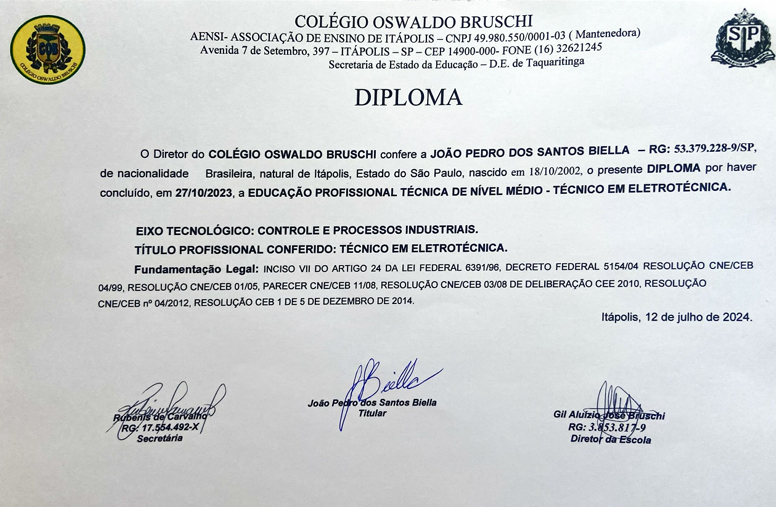 COLÉGIO OSWALDO BRUSCHI
AENSI- ASSOCIAÇÃO DE ENSINO DE ITÁPOLIS – CNPJ 49.980.550/0001-03 ( Mantenedora)
Avenida 7 de Setembro, 397 – ITÁPOLIS – SP – CEP 14900-000- FONE (16) 32621245
Secretaria de Estado da Educação – D.E. de Taquaritinga
COB
COLÉGIO OSWALDO BRUSCHI
SP
DIPLOMA
O Diretor do COLÉGIO OSWALDO BRUSCHI confere a JOÃO PEDRO DOS SANTOS BIELLA – RG: 53.379.228-9/SP,
de nacionalidade Brasileira, natural de Itápolis, Estado do São Paulo, nascido em 18/10/2002, o presente DIPLOMA por haver
concluído, em 27/10/2023, a EDUCAÇÃO PROFISSIONAL TÉCNICA DE NÍVEL MÉDIO - TÉCNICO EM ELETROTÉCNICA.
EIXO TECNOLÓGICO: CONTROLE E PROCESSOS INDUSTRIAIS.
TÍTULO PROFISSIONAL CONFERIDO: TÉCNICO EM ELETROTÉCNICA.
Fundamentação Legal: INCISO VII DO ARTIGO 24 DA LEI FEDERAL 6391/96, DECRETO FEDERAL 5154/04 RESOLUÇÃO CNE/CEB
04/99, RESOLUÇÃO CNE/CEB 01/05, PARECER CNE/CEB 11/08, RESOLUÇÃO CNE/CEB 03/08 DE DELIBERAÇÃO CEE 2010, RESOLUÇÃO
CNE/CEB nº 04/2012, RESOLUÇÃO CEB 1 DE 5 DE DEZEMBRO DE 2014.
Itápolis, 12 de julho de 2024.
JBiella
Rubenis de Carvalho
RG: 17.554.492-X
Secretária
João Pedro dos Santos Biella
Titular
Gil Aluizio José Bruschi
RG: 3.853.817-9
Diretor da Escola